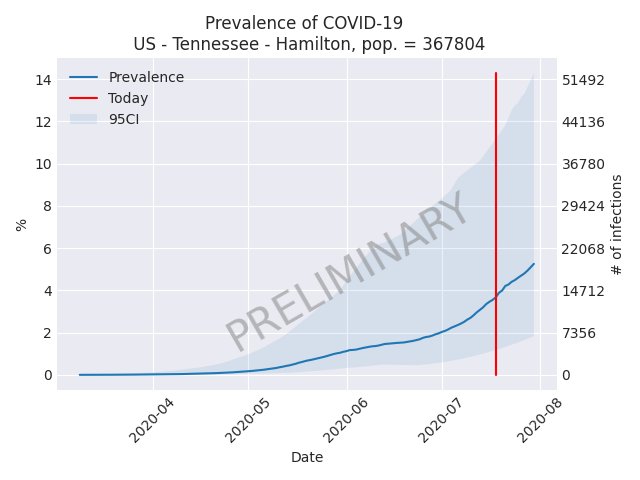 Prevalence of COVID-19
US - Tennessee - Hamilton, pop. = 367804
Prevalence
Today
95CI
14
12
10
8
6
4
2
0
%
51492
44136
36780
29424
22068
14712
7356
0
# of infections
PRELIMINARY
2020-04
2020-05
2020-06
2020-07
2020-08
Date